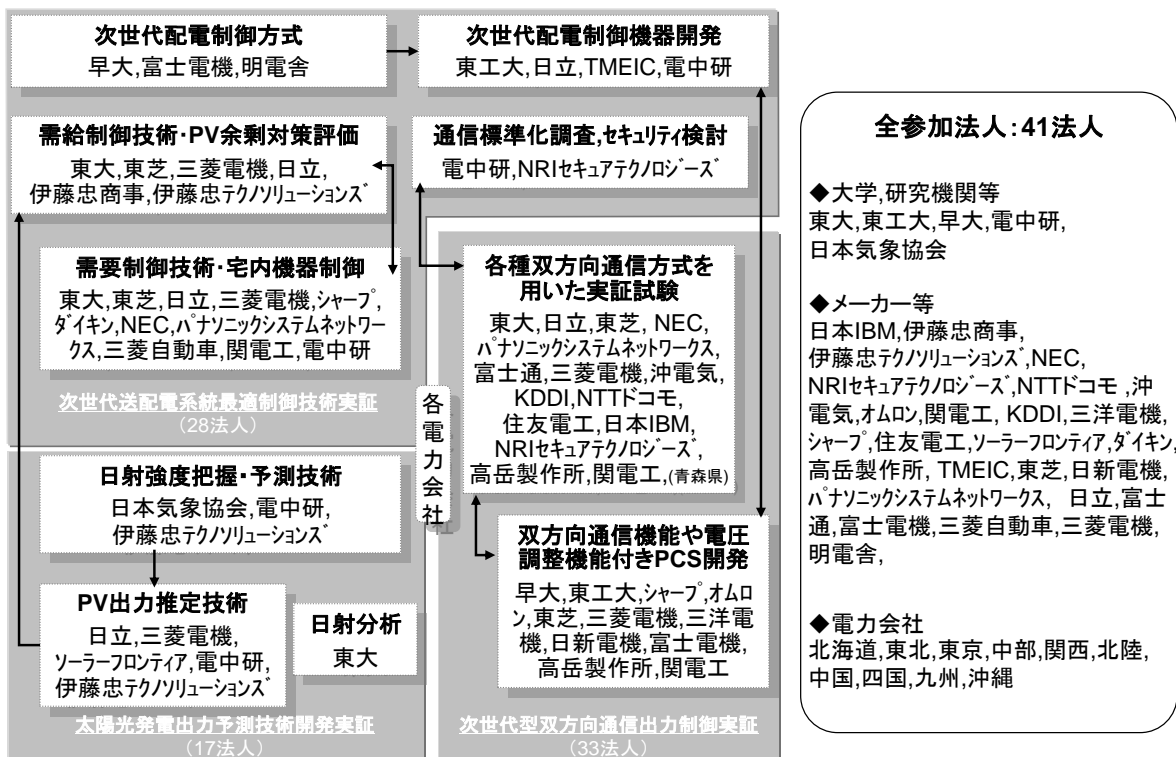 次世代配電制御方式
早大,富士電機,明電舎
次世代配電制御機器開発
東工大,日立,TMEIC,電中研
需給制御技術・PV余剰対策評価
東大,東芝,三菱電機,日立,
伊藤忠商事,伊藤忠テクノソリューションズ
通信標準化調査,セキュリティ検討
電中研,NRIセキュアテクノロジーズ
需要制御技術・宅内機器制御
東大,東芝,日立,三菱電機,シャープ,
ダイキン,NEC,パナソニックシステムネットワー
クス,三菱自動車,関電工,電中研
次世代送配電系統最適制御技術実証
（28法人）
各電力会社
各種双方向通信方式を
用いた実証試験
東大,日立,東芝, NEC,
パナソニックシステムネットワークス,
富士通,三菱電機,沖電気,
KDDI,NTTドコモ,
住友電工,日本IBM,
NRIセキュアテクノロジーズ,
高岳製作所,関電工,(青森県)
日射強度把握・予測技術
日本気象協会,電中研,
伊藤忠テクノソリューションズ
PV出力推定技術
日立,三菱電機,
ソーラーフロンティア,電中研,
伊藤忠テクノソリューションズ
日射分析
東大
太陽光発電出力予測技術開発実証
（17法人）
双方向通信機能や電圧
調整機能付きPCS開発
早大,東工大,シャープ,オムロ
ン,東芝,三菱電機,三洋電
機,日新電機,富士電機,
高岳製作所,関電工
次世代型双方向通信出力制御実証
（33法人）
全参加法人：41法人
◆大学,研究機関等
東大,東工大,早大,電中研,
日本気象協会
◆メーカー等
日本IBM,伊藤忠商事,
伊藤忠テクノソリューションズ,NEC,
NRIセキュアテクノロジーズ,NTTドコモ ,沖
電気,オムロン,関電工, KDDI,三洋電機,
シャープ,住友電工,ソーラーフロンティア,ダイキン,
高岳製作所, TMEIC,東芝,日新電機,
パナソニックシステムネットワークス, 日立,富士
通,富士電機,三菱自動車,三菱電機,
明電舎,
◆電力会社
北海道,東北,東京,中部,関西,北陸,
中国,四国,九州,沖縄